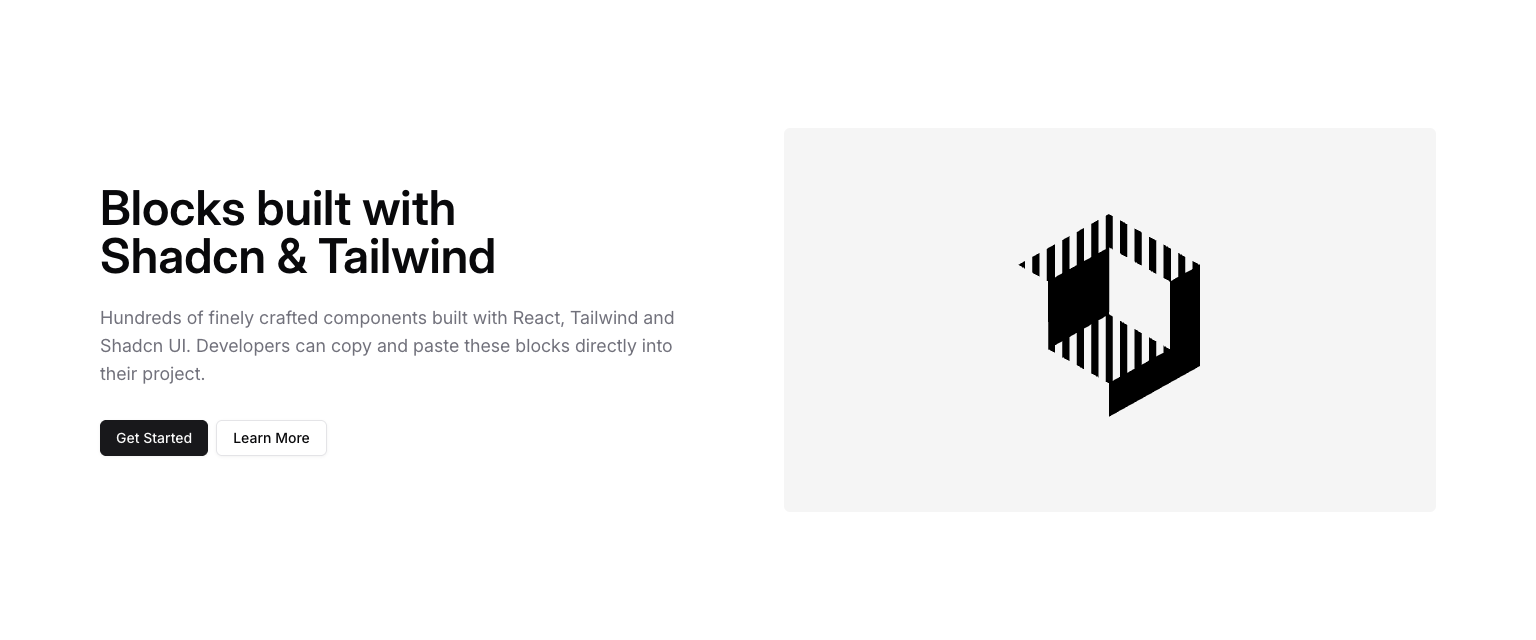 Blocks built with
Shadcn & Tailwind
Hundreds of finely crafted components built with React, Tailwind and
Shadcn UI. Developers can copy and paste these blocks directly into
their project.
Get Started
Learn More